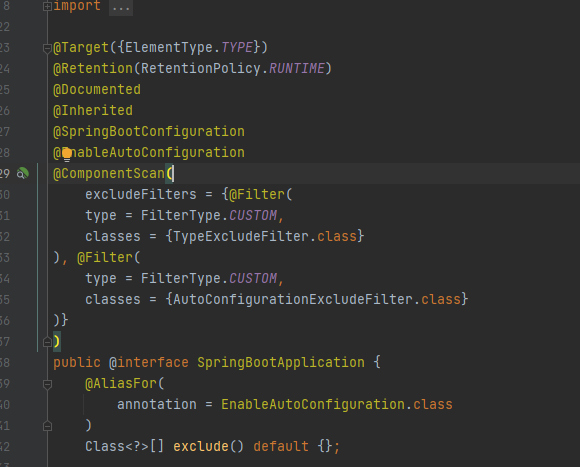 8 import ...
22
23 @Target({ElementType.TYPE})
24 @Retention(RetentionPolicy.RUNTIME)
25 @Documented
26 @Inherited
27 @SpringBootConfiguration
28 @EnableAutoConfiguration
29 @ComponentScan(
30 excludeFilters = {@Filter(
31 type = FilterType.CUSTOM,
32 classes = {TypeExcludeFilter.class}
33 ), @Filter(
34 type = FilterType.CUSTOM,
35 classes = {AutoConfigurationExcludeFilter.class}
36 )}
37 )
38 public @interface SpringBootApplication {
39 @AliasFor(
40 annotation = EnableAutoConfiguration.class
41 )
42 Class<?>[] exclude() default {};